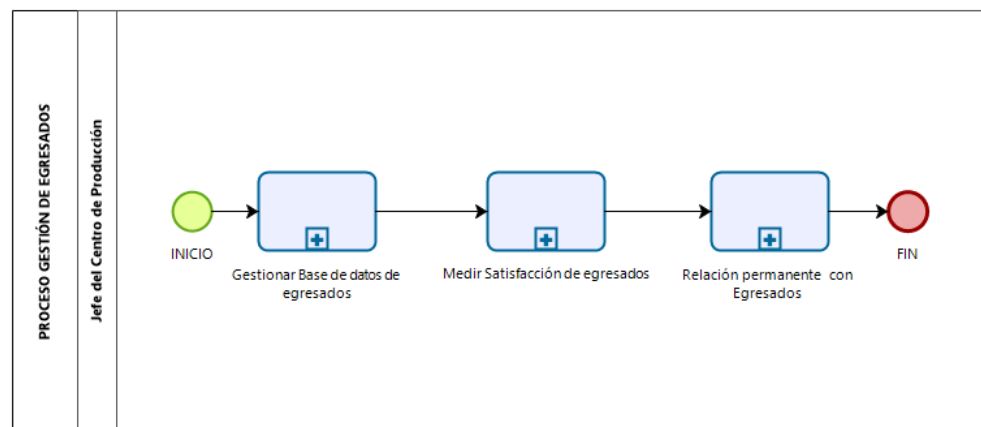 PROCESO GESTIÓN DE EGRESADOS
Jefe del Centro de Producción
INICIO
Gestionar Base de datos de
egresados
Medir Satisfacción de egresados
Relación permanente con
Egresados
FIN